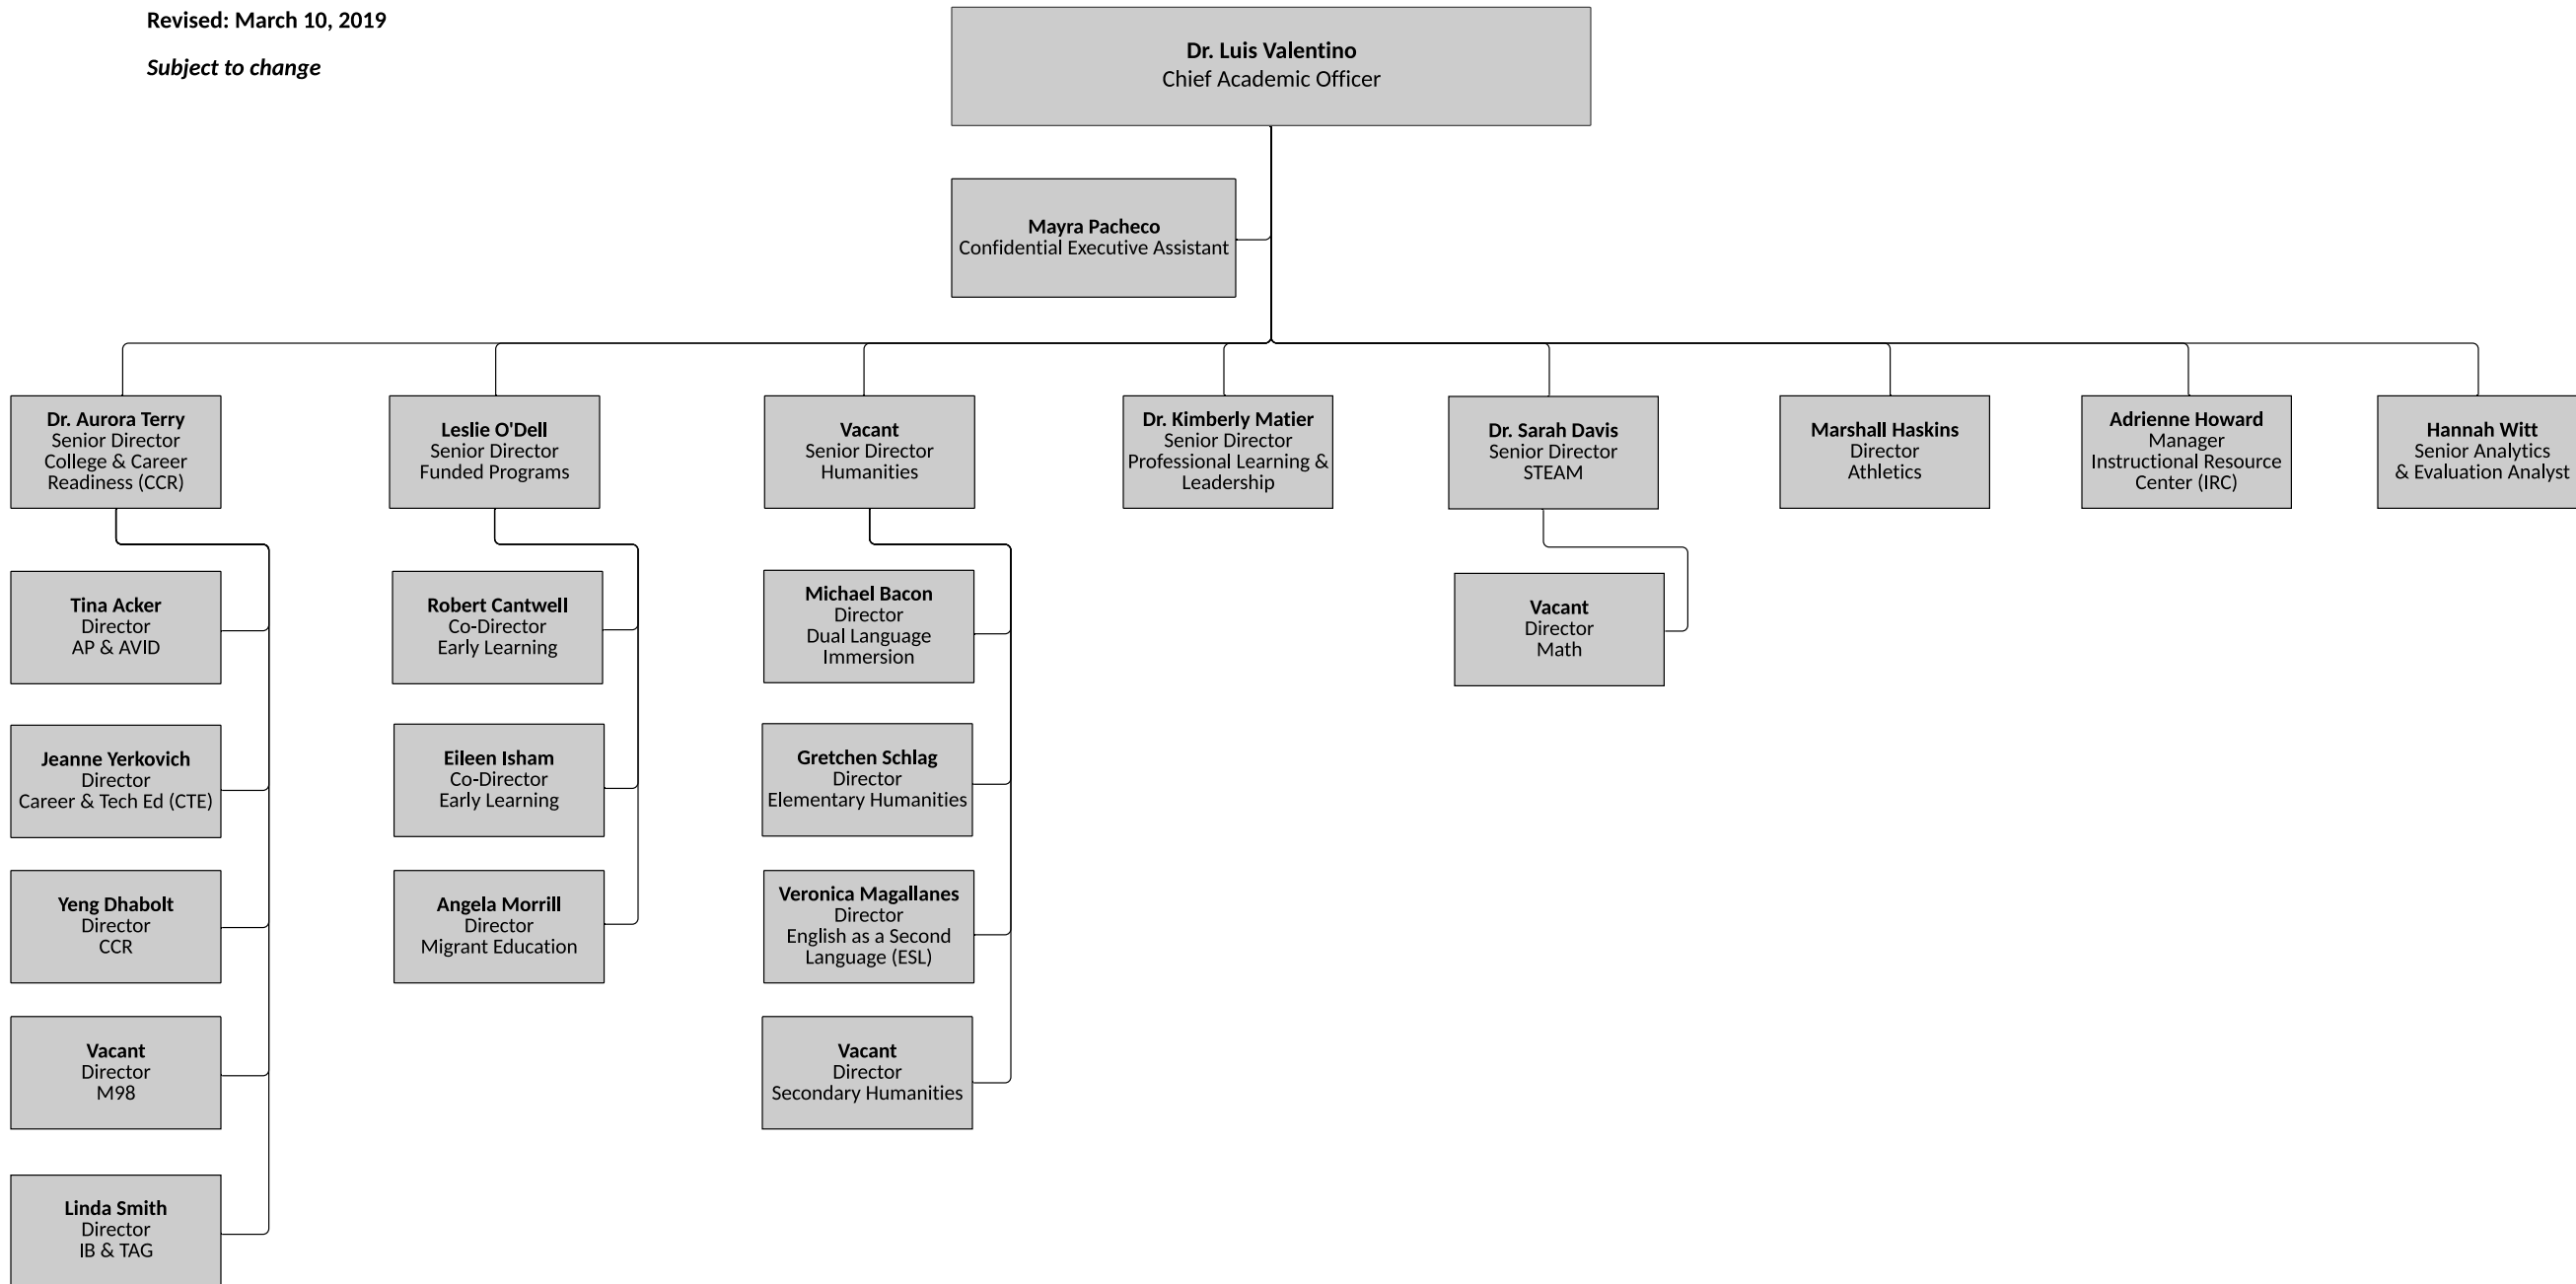 Revised: March 10, 2019
Subject to change
Dr. Luis Valentino
Chief Academic Officer
Mayra Pacheco
Confidential Executive Assistant
Dr. Aurora Terry
Senior Director
College & Career
Readiness (CCR)
Leslie O'Dell
Senior Director
Funded Programs
Vacant
Senior Director
Humanities
Dr. Kimberly Matier
Senior Director
Professional Learning &
Leadership
Dr. Sarah Davis
Senior Director
STEAM
Marshall Haskins
Director
Athletics
Adrienne Howard
Manager
Instructional Resource
Center (IRC)
Hannah Witt
Senior Analytics
& Evaluation Analyst
Tina Acker
Director
AP & AVID
Robert Cantwell
Co-Director
Early Learning
Michael Bacon
Director
Dual Language
Immersion
Vacant
Director
Math
Jeanne Yerkovich
Director
Career & Tech Ed (CTE)
Eileen Isham
Co-Director
Early Learning
Gretchen Schlag
Director
Elementary Humanities
Yeng Dhabolt
Director
CCR
Angela Morrill
Director
Migrant Education
Veronica Magallanes
Director
English as a Second
Language (ESL)
Vacant
Director
M98
Vacant
Director
Secondary Humanities
Linda Smith
Director
IB & TAG